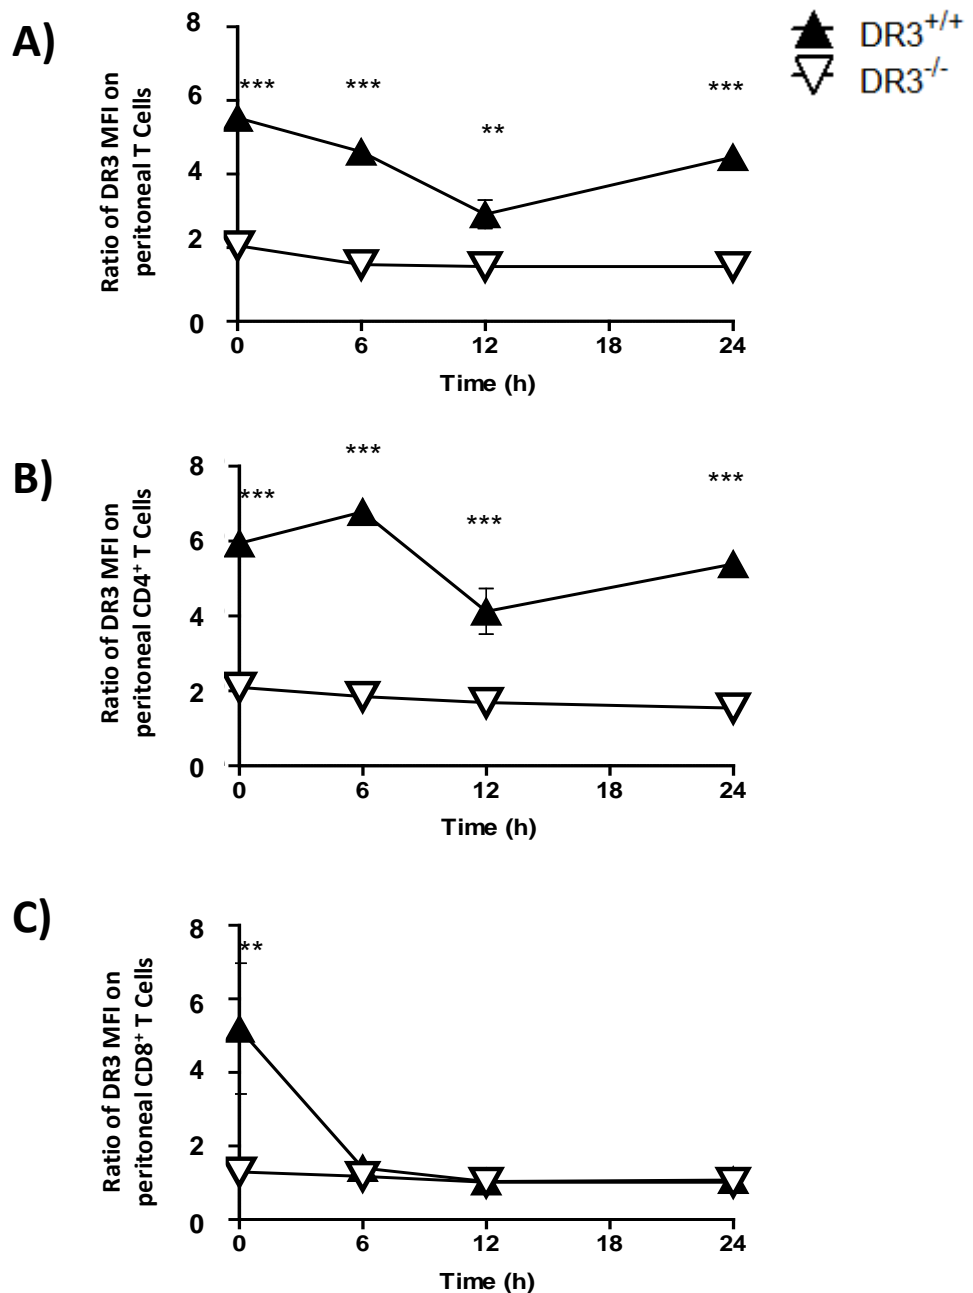 A)
DR3+/+
DR3-/-
Ratio of DR3 MFI on
peritoneal T Cells
8
6
4
2
0
***
***
**
***
0 6 12 18 24
Time (h)
B)
Ratio of DR3 MFI on
peritoneal CD4+ T Cells
8
6
4
2
0
***
***
***
***
0 6 12 18 24
Time (h)
C)
Ratio of DR3 MFI on
peritoneal CD8+ T Cells
8
6
4
2
0
**
0 6 12 18 24
Time (h)